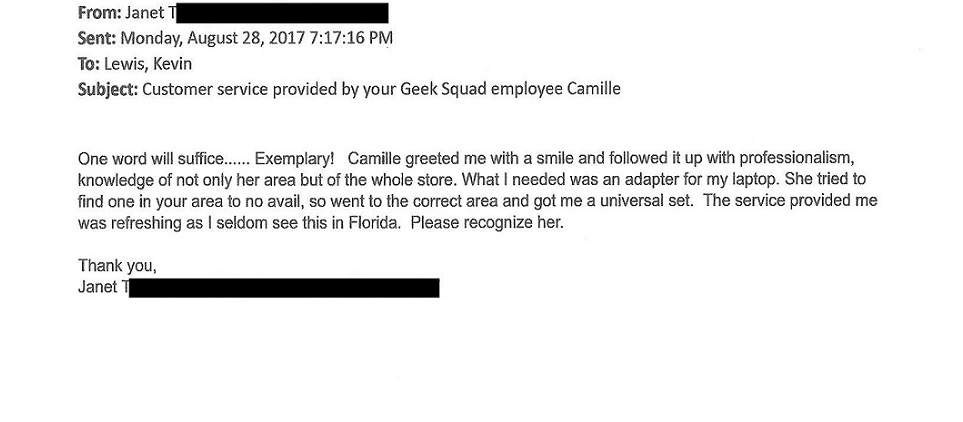 From: Janet T
Sent: Monday, August 28, 2017 7:17:16 PM
To: Lewis, Kevin
Subject: Customer service provided by your Geek Squad employee Camille
One word will suffice...... Exemplary!   Camille greeted me with a smile and followed it up with professionalism,
knowledge of not only her area but of the whole store. What I needed was an adapter for my laptop. She tried to
find one in your area to no avail, so went to the correct area and got me a universal set.  The service provided me
was refreshing as I seldom see this in Florida.  Please recognize her.
Thank you,
Janet T